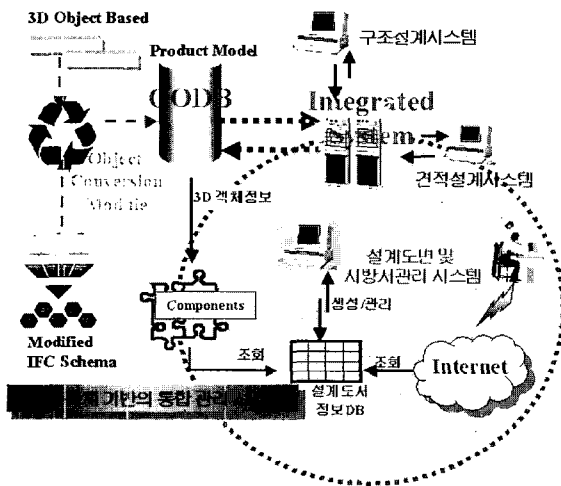 3D Object Based
Product Model
구조설계시스템
Integrated
System
Object
Conversion
견적설계시스템
3D 객체정보
설계도면 및
시방서관리 시스템
Components
생성/관리
Modified
IFC Schema
조회
조회
Internet
설계도서
정보DB
기반의 통합 관리